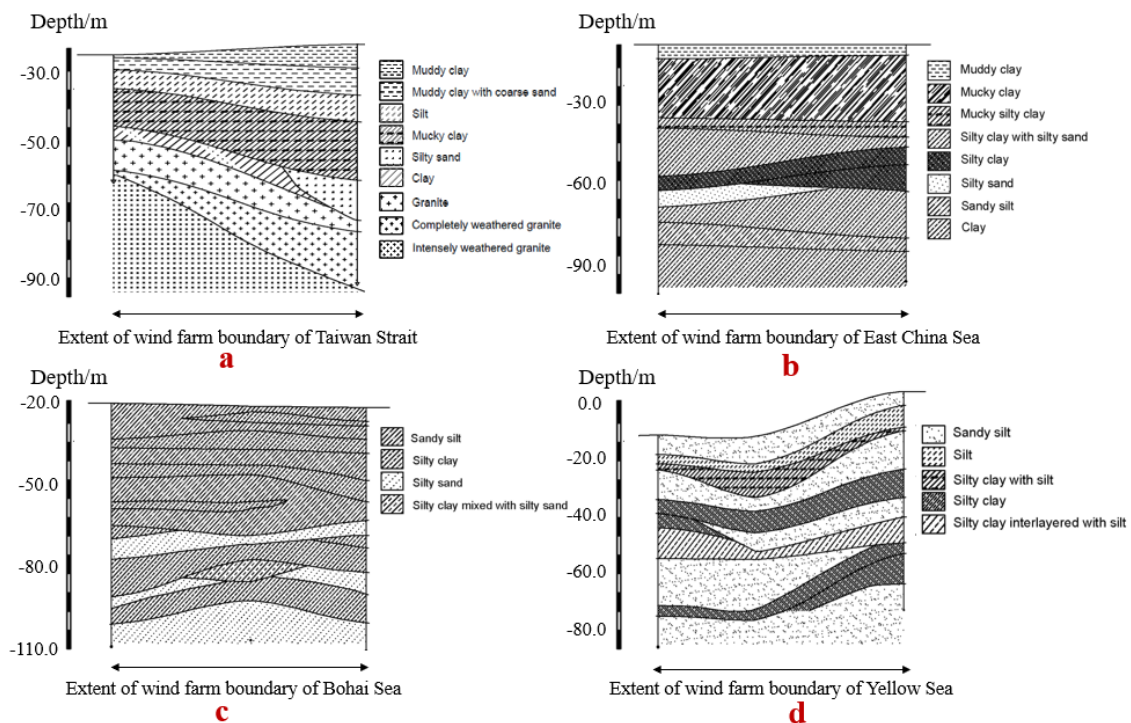 Depth/m
-30.0
-50.0
-70.0
-90.0
Muddy clay
Muddy clay with coarse sand
Silt
Mucky clay
Silty sand
Clay
Granite
Completely weathered granite
Intensely weathered granite
Extent of wind farm boundary of Taiwan Strait
a
Depth/m
-30.0
-60.0
-90.0
Muddy clay
Mucky clay
Mucky silty clay
Silty clay with silty sand
Silty clay
Silty sand
Sandy silt
Clay
Extent of wind farm boundary of East China Sea
b
Depth/m
-20.0
-50.0
-80.0
-110.0
Sandy silt
Silty clay
Silty sand
Silty clay mixed with silty sand
Extent of wind farm boundary of Bohai Sea
c
Depth/m
0.0
-20.0
-40.0
-60.0
-80.0
Sandy silt
Silt
Silty clay with silt
Silty clay
Silty clay interlayered with silt
Extent of wind farm boundary of Yellow Sea
d